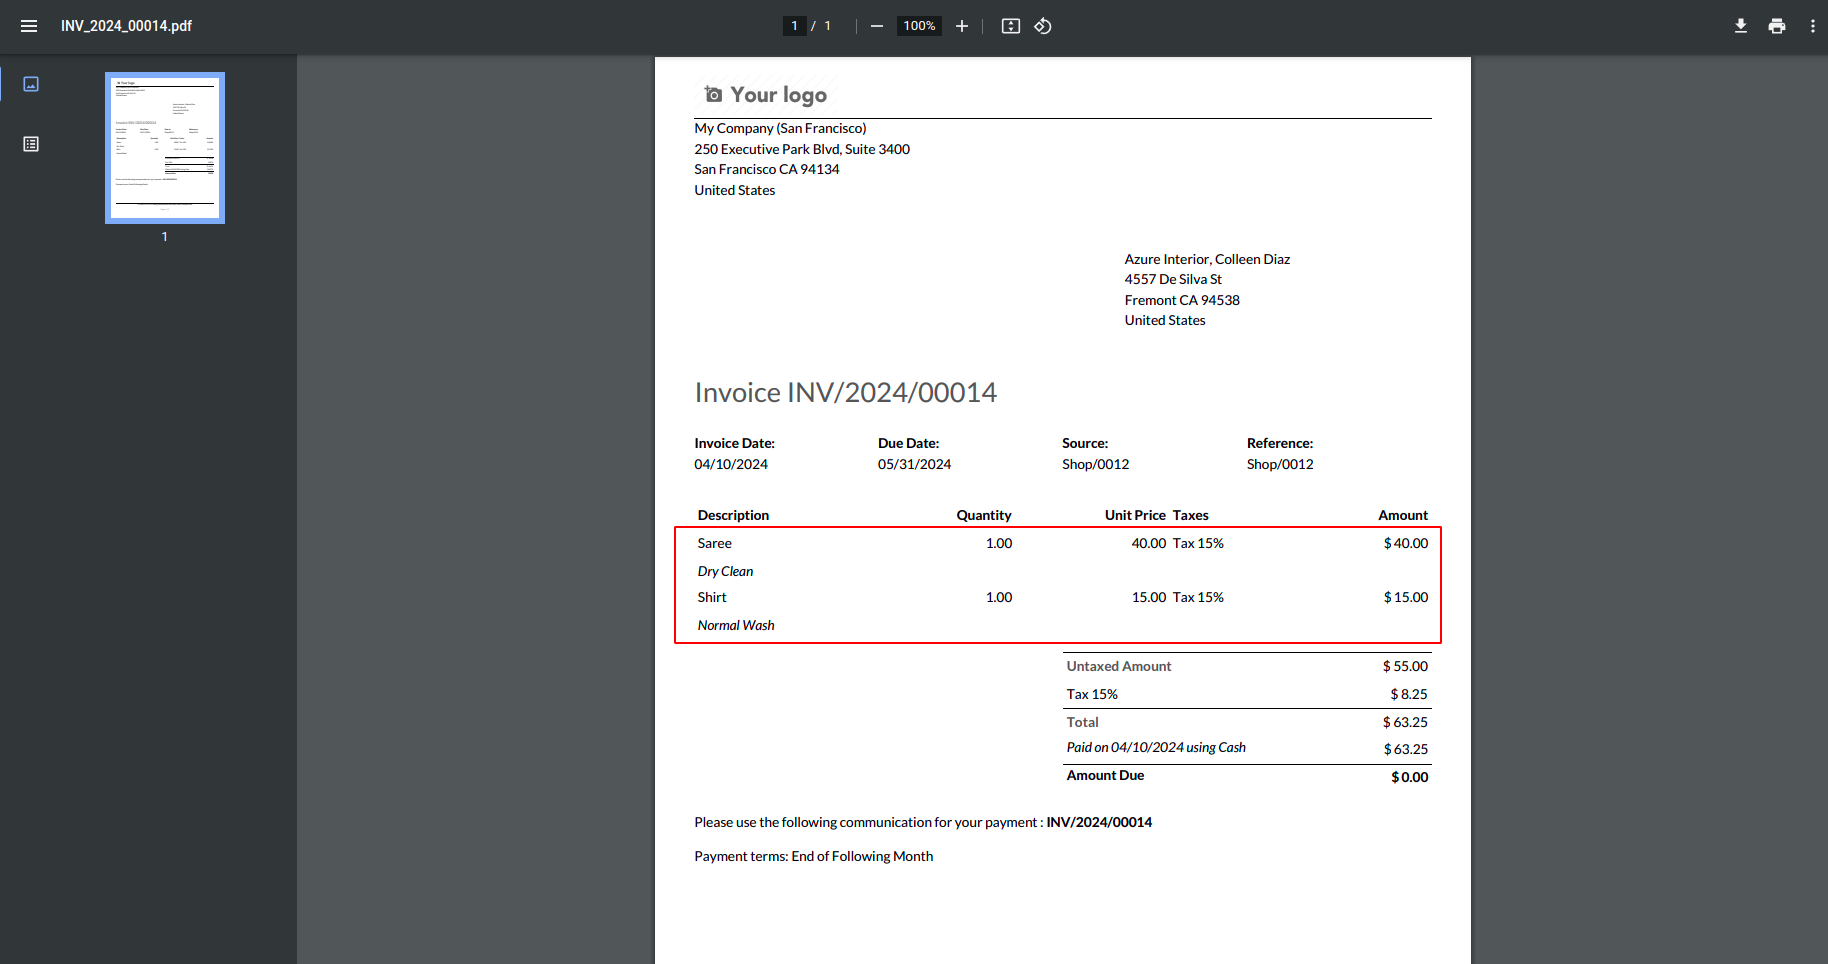 INV_2024_00014.pdf
1 / 1
100%
1
Your logo
My Company (San Francisco)
250 Executive Park Blvd, Suite 3400
San Francisco CA 94134
United States
Azure Interior, Colleen Diaz
4557 De Silva St
Fremont CA 94538
United States
Invoice INV/2024/00014
Invoice Date: Due Date: Source: Reference:
04/10/2024 05/31/2024 Shop/0012 Shop/0012
Description Quantity Unit Price Taxes Amount
Saree 1.00 40.00 Tax 15% $ 40.00
Dry Clean
Shirt 1.00 15.00 Tax 15% $ 15.00
Normal Wash
Untaxed Amount $ 55.00
Tax 15% $ 8.25
Total $ 63.25
Paid on 04/10/2024 using Cash $ 63.25
Amount Due $ 0.00
Please use the following communication for your payment : INV/2024/00014
Payment terms: End of Following Month